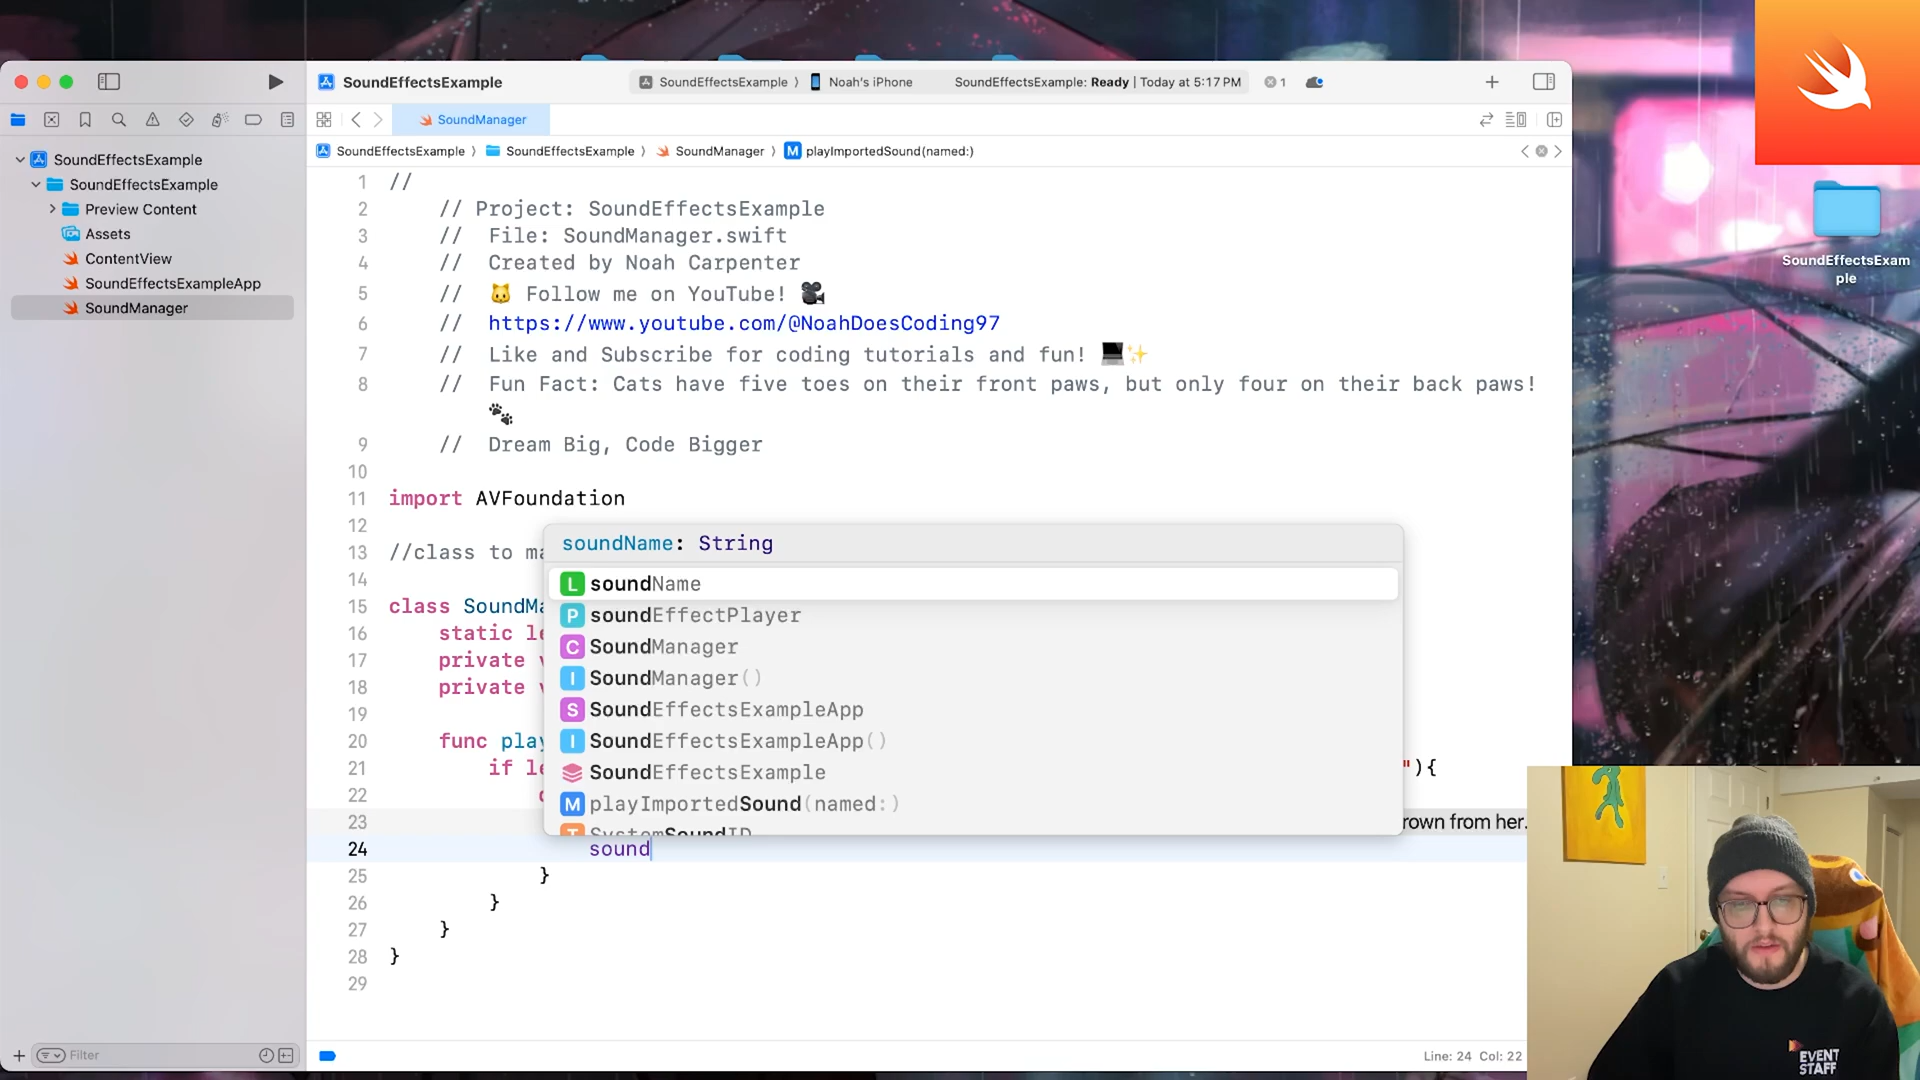 SoundEffectsExample
SoundEffectsExample 〉 Noah's iPhone
SoundEffectsExample: Ready | Today at 5:17 PM
1
SoundManager
SoundEffectsExample 〉 SoundEffectsExample 〉 SoundManager 〉 M playImportedSound(named:)
SoundEffectsExample
SoundEffectsExample
Preview Content
Assets
ContentView
SoundEffectsExampleApp
SoundManager
Filter
1 //
2 // Project: SoundEffectsExample
3 // File: SoundManager.swift
4 // Created by Noah Carpenter
5 // 🐱 Follow me on YouTube! 🎥
6 // https://www.youtube.com/@NoahDoesCoding97
7 // Like and Subscribe for coding tutorials and fun! 💻✨
8 // Fun Fact: Cats have five toes on their front paws, but only four on their back paws!
🐾
9 // Dream Big, Code Bigger
10
11 import AVFoundation
12
13 //class to ma
14
15 class SoundMa
16 static le
17 private v
18 private v
19
20 func play
21 if le "){
22
23 rown from her.
24 sound
25 }
26 }
27 }
28 }
29
soundName: String
L soundName
P soundEffectPlayer
C SoundManager
I SoundManager()
S SoundEffectsExampleApp
I SoundEffectsExampleApp()
SoundEffectsExample
M playImportedSound(named:)
T SystemSoundID
Line: 24 Col: 22
SoundEffectsExam
ple
EVENT
STAFF